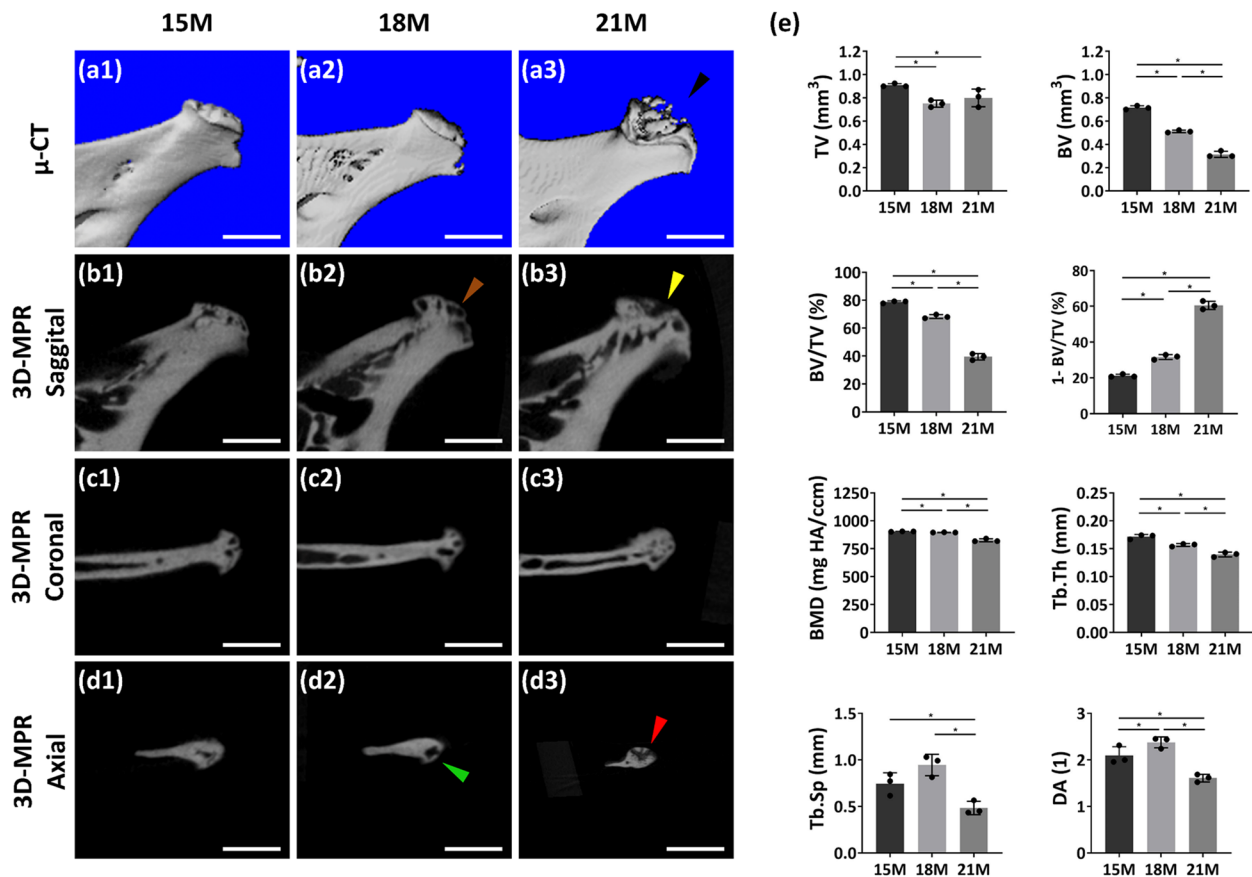 15M
18M
21M
(e)
μ-CT
(a1)
(a2)
(a3)
3D-MPR
Saggital
(b1)
(b2)
(b3)
3D-MPR
Coronal
(c1)
(c2)
(c3)
3D-MPR
Axial
(d1)
(d2)
(d3)
TV (mm³)
1.2
1.0
0.8
0.6
0.4
0.2
0.0
* *
15M 18M 21M
BV (mm³)
1.2
1.0
0.8
0.6
0.4
0.2
0.0
*
* *
15M 18M 21M
BV/TV (%)
100
80
60
40
20
0
*
* *
15M 18M 21M
1- BV/TV (%)
80
60
40
20
0
*
* *
15M 18M 21M
BMD (mg HA/ccm)
1250
1000
750
500
250
0
*
* *
15M 18M 21M
Tb.Th (mm)
0.25
0.20
0.15
0.10
0.05
0.00
*
* *
15M 18M 21M
Tb.Sp (mm)
1.5
1.0
0.5
0.0
*
*
15M 18M 21M
DA (1)
3
2
1
0
*
* *
15M 18M 21M